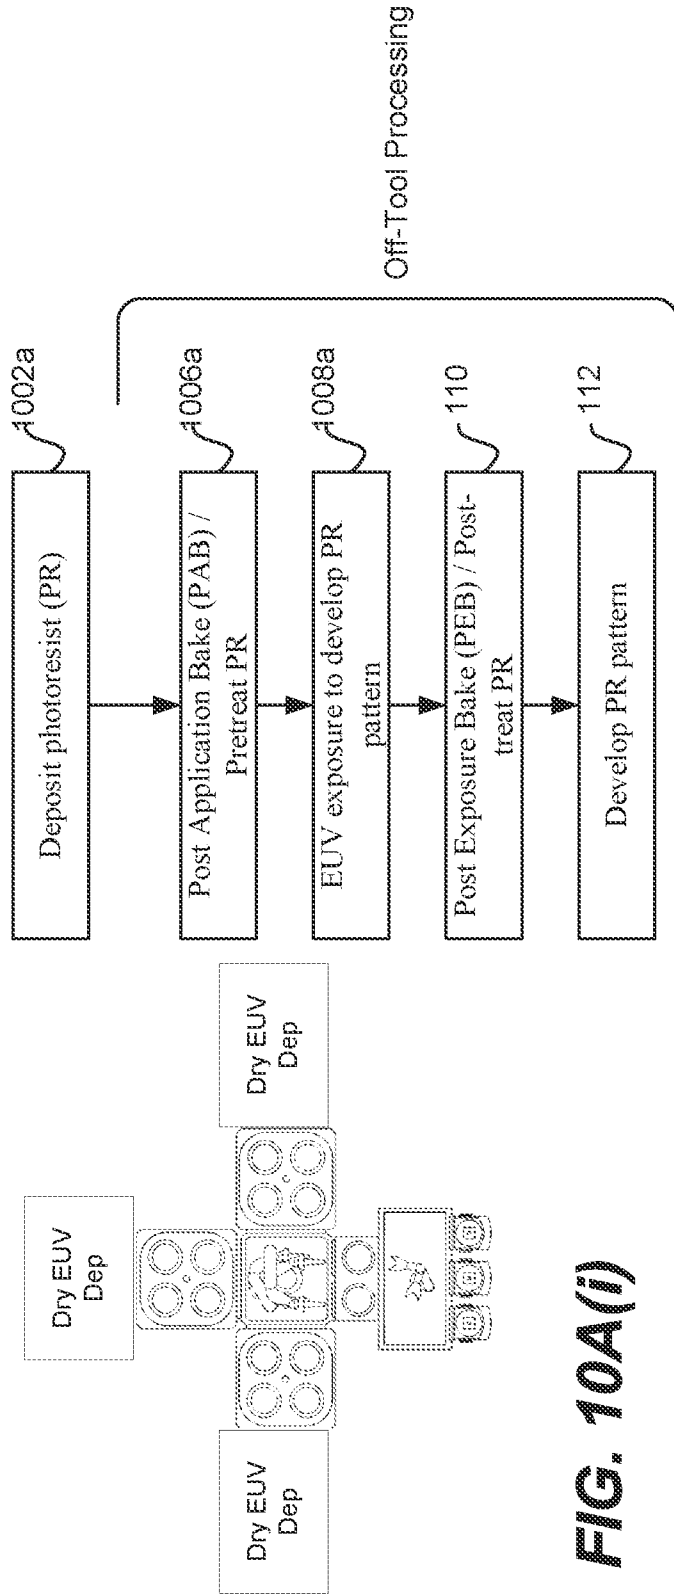 1002a
Deposit photoresist (PR)
1006a
Post Application Bake (PAB) /
Pretreat PR
1008a
EUV exposure to develop PR
pattern
110
Post Exposure Bake (PEB) / Post-
treat PR
112
Develop PR pattern
Off-Tool Processing
Dry EUV
Dep
Dry EUV
Dep
Dry EUV
Dep
FIG. 10A(i)